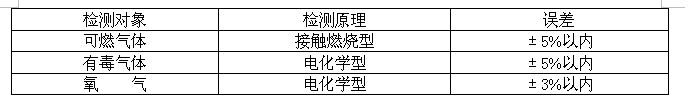 检测对象 检测原理 误差
可燃气体 接触燃烧型 ±5%以内
有毒气体 电化学型 ±5%以内
氧　　气 电化学型 ±3%以内